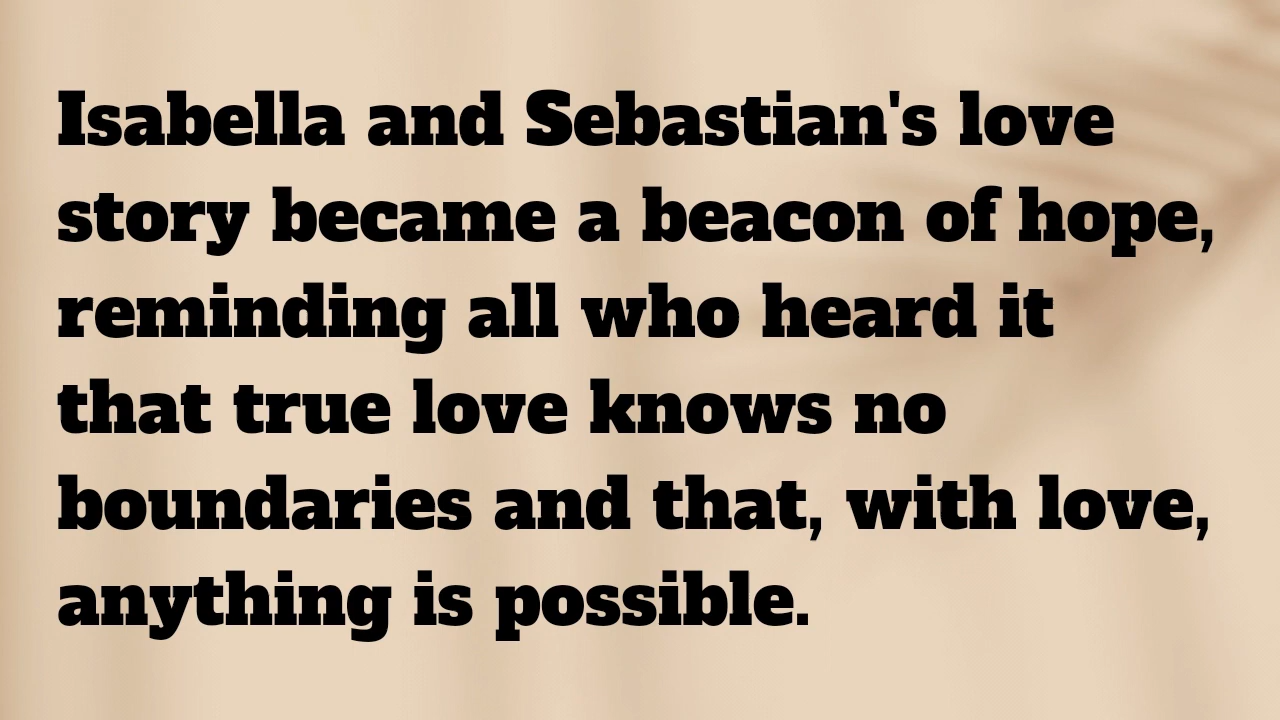 Isabella and Sebastian's love
story became a beacon of hope,
reminding all who heard it
that true love knows no
boundaries and that, with love,
anything is possible.